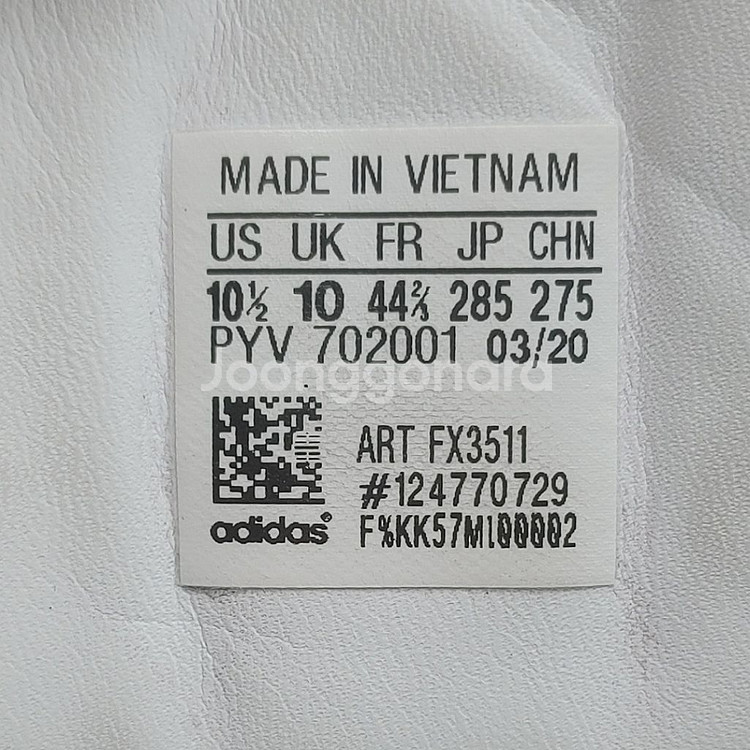 MADE IN VIETNAM
US UK FR JP CHN
10½ 10 44⅔ 285 275
PYV 702001 03/20
Joonggonara
ART FX3511
#124770729
adidas®
F%KK57M100002